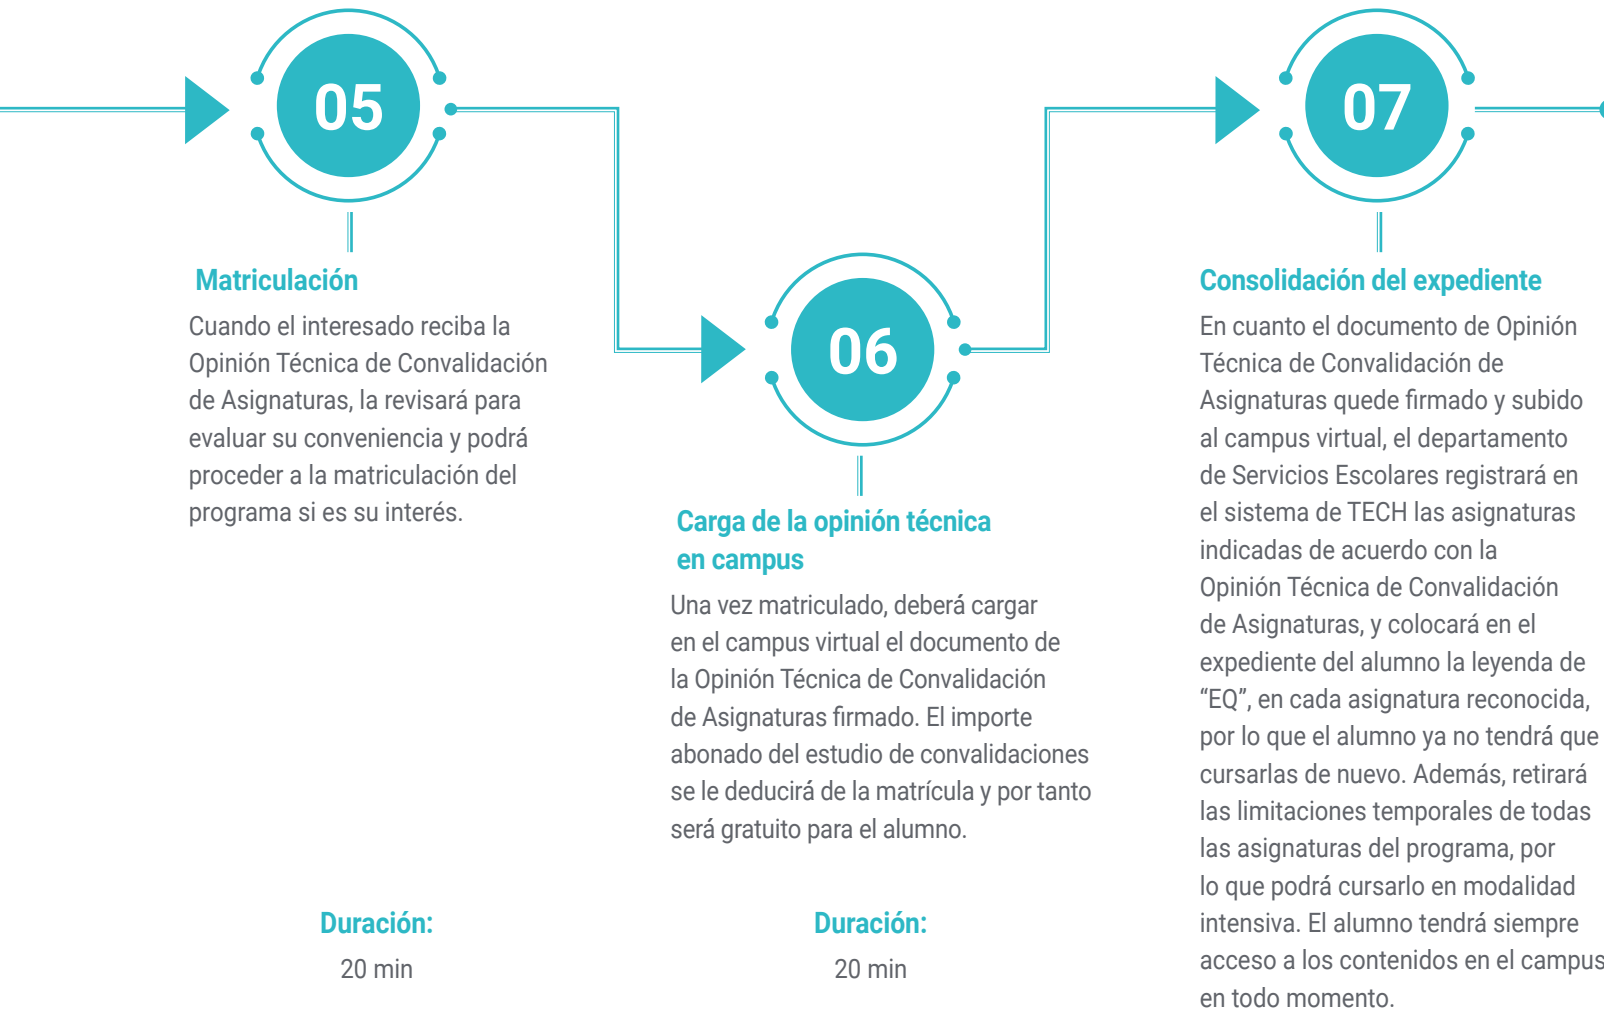 05
Matriculación
Cuando el interesado reciba la
Opinión Técnica de Convalidación
de Asignaturas, la revisará para
evaluar su conveniencia y podrá
proceder a la matriculación del
programa si es su interés.
Duración:
20 min
06
Carga de la opinión técnica
en campus
Una vez matriculado, deberá cargar
en el campus virtual el documento de
la Opinión Técnica de Convalidación
de Asignaturas firmado. El importe
abonado del estudio de convalidaciones
se le deducirá de la matrícula y por tanto
será gratuito para el alumno.
Duración:
20 min
07
Consolidación del expediente
En cuanto el documento de Opinión
Técnica de Convalidación de
Asignaturas quede firmado y subido
al campus virtual, el departamento
de Servicios Escolares registrará en
el sistema de TECH las asignaturas
indicadas de acuerdo con la
Opinión Técnica de Convalidación
de Asignaturas, y colocará en el
expediente del alumno la leyenda de
“EQ”, en cada asignatura reconocida,
por lo que el alumno ya no tendrá que
cursarlas de nuevo. Además, retirará
las limitaciones temporales de todas
las asignaturas del programa, por
lo que podrá cursarlo en modalidad
intensiva. El alumno tendrá siempre
acceso a los contenidos en el campus
en todo momento.